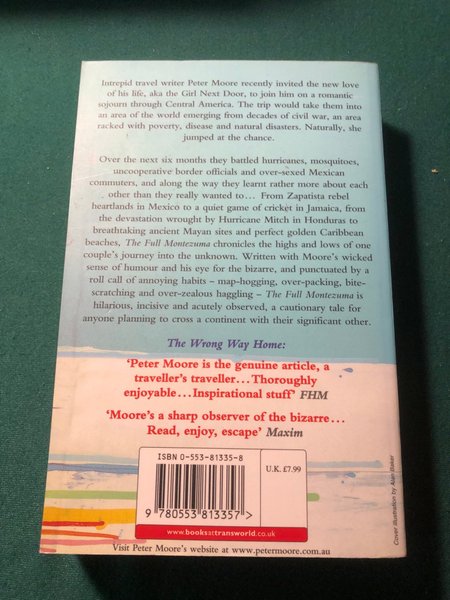 Intrepid travel writer Peter Moore recently invited the new love
of his life, aka the Girl Next Door, to join him on a romantic
sojourn through Central America. The trip would take them into
an area of the world emerging from decades of civil war, an area
racked with poverty, disease and natural disasters. Naturally, she
jumped at the chance.
Over the next six months they battled hurricanes, mosquitoes,
uncooperative border officials and over-sexed Mexican
commuters, and along the way they learnt rather more about each
other than they really wanted to... From Zapatista rebel
heartlands in Mexico to a quiet game of cricket in Jamaica, from
the devastation wrought by Hurricane Mitch in Honduras to
breathtaking ancient Mayan sites and perfect golden Caribbean
beaches, The Full Montezuma chronicles the highs and lows of one
couple's journey into the unknown. Written with Moore's wicked
sense of humour and his eye for the bizarre, and punctuated by a
roll call of annoying habits – map-hogging, over-packing, bite-
scratching and over-zealous haggling – The Full Montezuma is
hilarious, incisive and acutely observed, a cautionary tale for
anyone planning to cross a continent with their significant other.
The Wrong Way Home:
'Peter Moore is the genuine article, a
traveller's traveller... Thoroughly
enjoyable... Inspirational stuff' FHM
'Moore's a sharp observer of the bizarre...
Read, enjoy, escape' Maxim
ISBN 0-553-81335-8
U.K. £7.99
9 780553 813357 >
www.booksattransworld.co.uk
Visit Peter Moore's website at www.petermoore.com.au
Cover illustration by Alan Baker